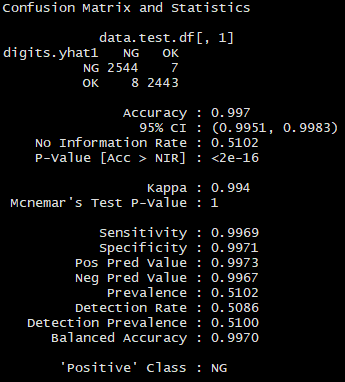 Confusion Matrix and Statistics
data.test.df[, 1]
digits.yhat1 NG OK
NG 2544 7
OK 8 2443
Accuracy : 0.997
95% CI : (0.9951, 0.9983)
No Information Rate : 0.5102
P-Value [Acc > NIR] : <2e-16
Kappa : 0.994
Mcnemar's Test P-Value : 1
Sensitivity : 0.9969
Specificity : 0.9971
Pos Pred Value : 0.9973
Neg Pred Value : 0.9967
Prevalence : 0.5102
Detection Rate : 0.5086
Detection Prevalence : 0.5100
Balanced Accuracy : 0.9970
'Positive' Class : NG